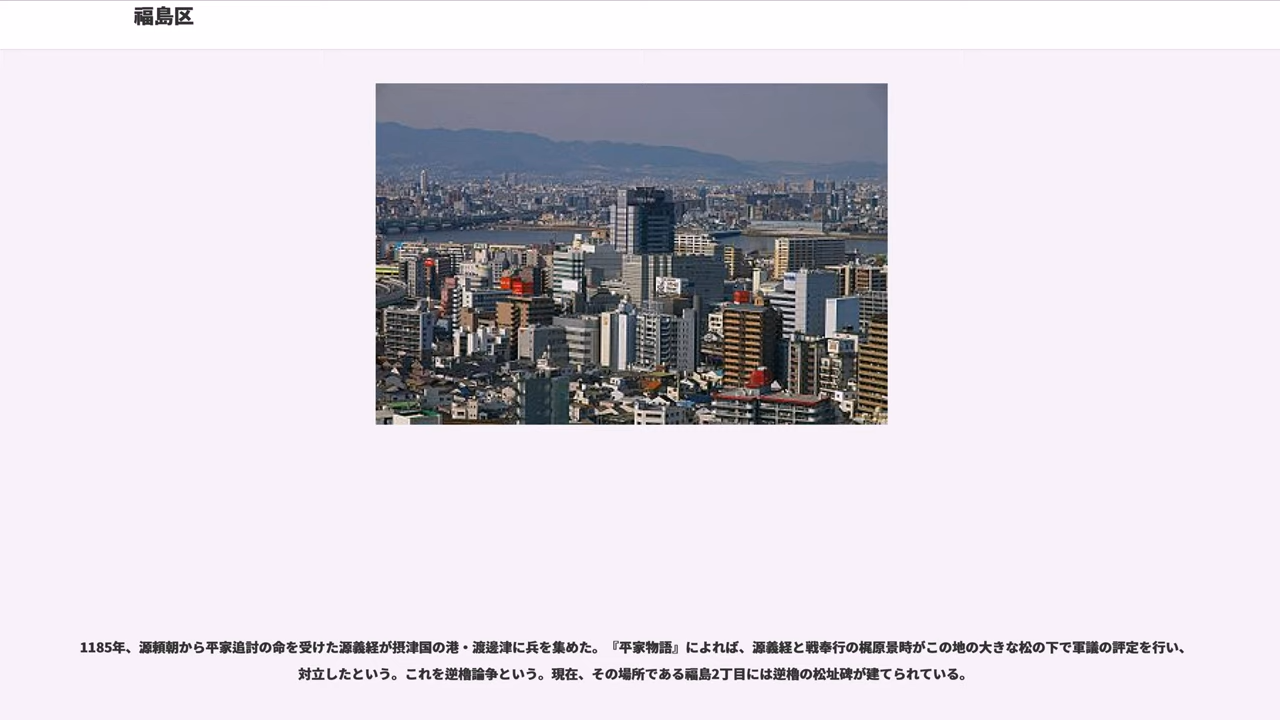 福島区
1185年、源頼朝から平家追討の命を受けた源義経が摂津国の港・渡邊津に兵を集めた。『平家物語』によれば、源義経と戦奉行の梶原景時がこの地の大きな松の下で軍議の評定を行い、
対立したという。これを逆櫓論争という。現在、その場所である福島2丁目には逆櫓の松址碑が建てられている。